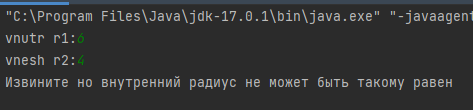 "C:\Program Files\Java\jdk-17.0.1\bin\java.exe" "-javaagent
vnutr r1:6
vnesh r2:4
Извините но внутренний радиус не может быть такому равен